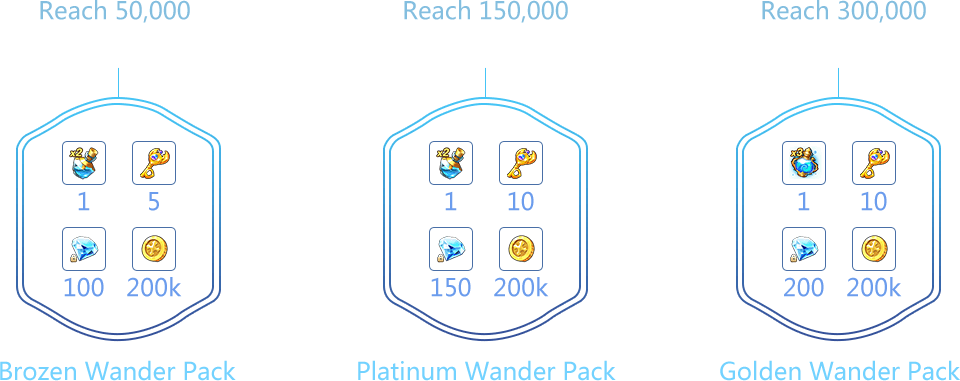 Reach 50,000 Reach 150,000 Reach 300,000
x2 x2 x3
1 5 1 10 1 10
100 200k 150 200k 200 200k
Brozen Wander Pack Platinum Wander Pack Golden Wander Pack